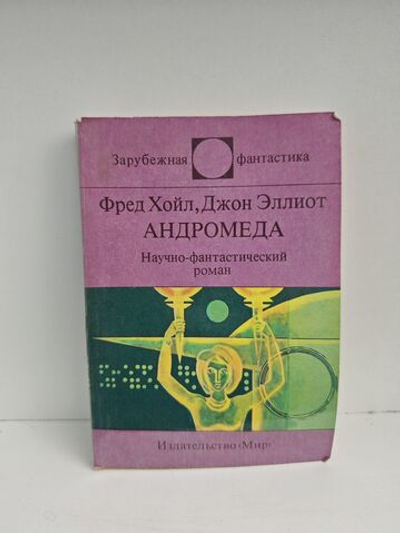 Зарубежная фантастика
Фред Хойл, Джон Эллиот
АНДРОМЕДА
Научно-фантастический
роман
Издательство «Мир»